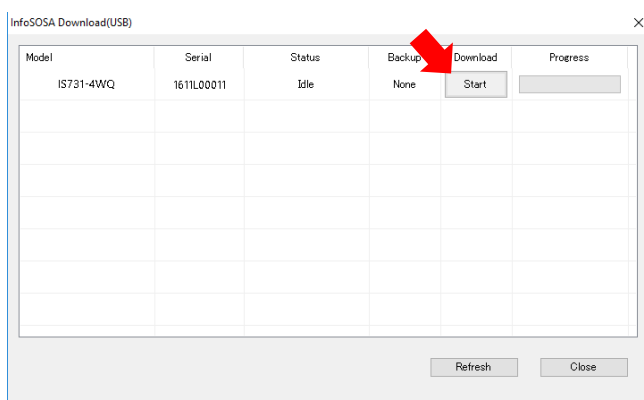 InfoSOSA Download(USB)
Model Serial Status Backup Download Progress
IS731-4WQ 1611L00011 Idle None Start
Refresh Close